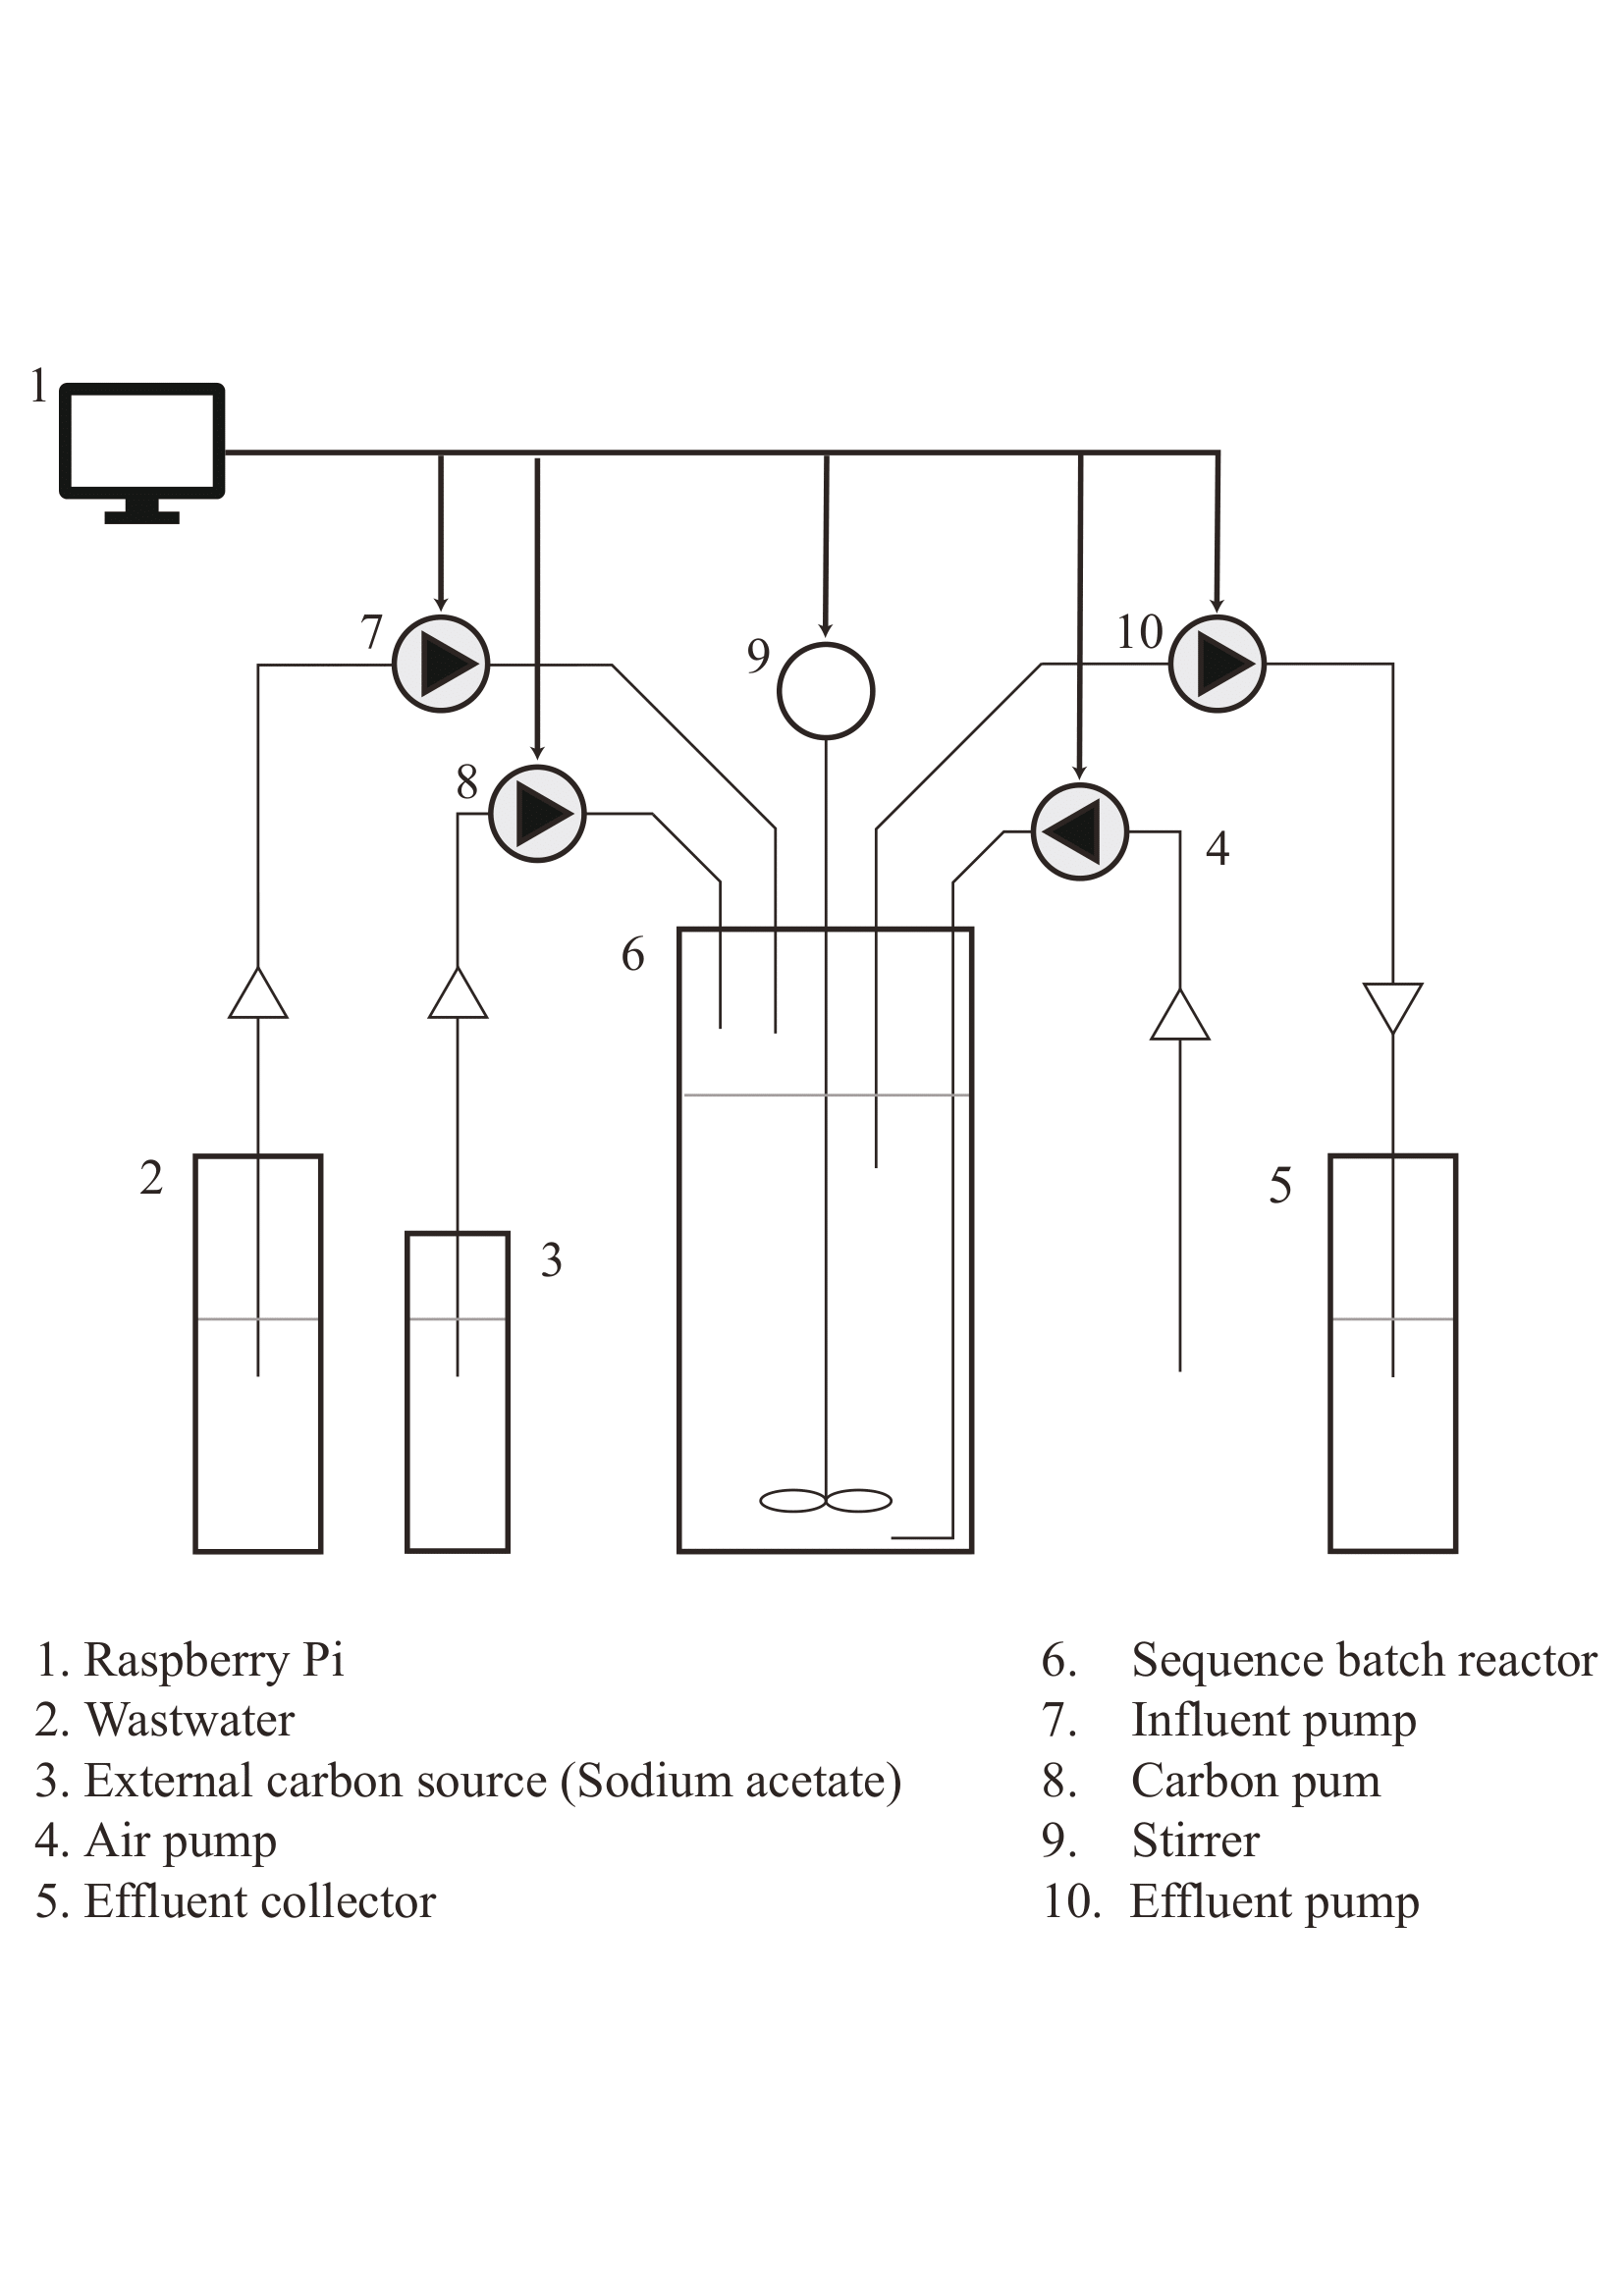 1
7
10
9
8
4
6
2
5
3
1. Raspberry Pi
2. Wastwater
3. External carbon source (Sodium acetate)
4. Air pump
5. Effluent collector
6. Sequence batch reactor
7. Influent pump
8. Carbon pum
9. Stirrer
10. Effluent pump